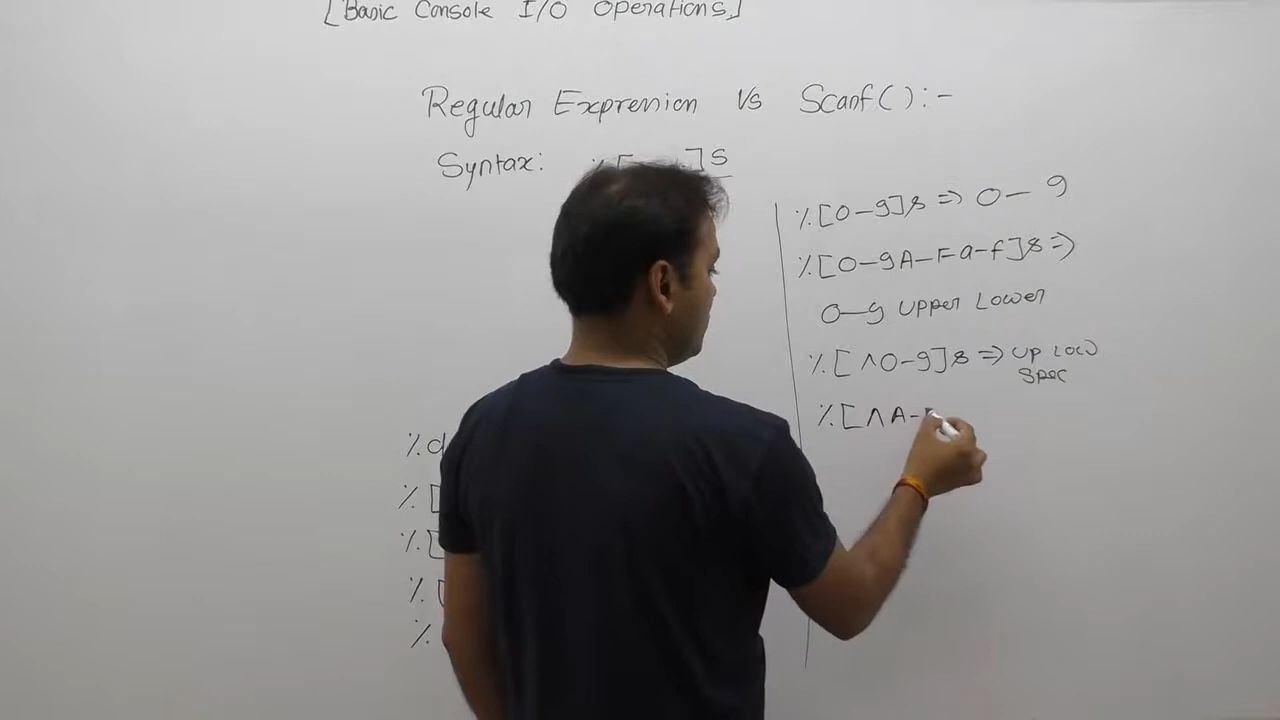 [Basic Console I/O Operations]
Regular Expression Vs Scanf() :-
Syntax: % [ ]s
%[0-9]s => 0-9
%[0-9A-Fa-f]s =>
0-9 Upper Lower
%[^0-9]s => Up Low
Spec
%[^A-
%d
%[
%[
%[
%